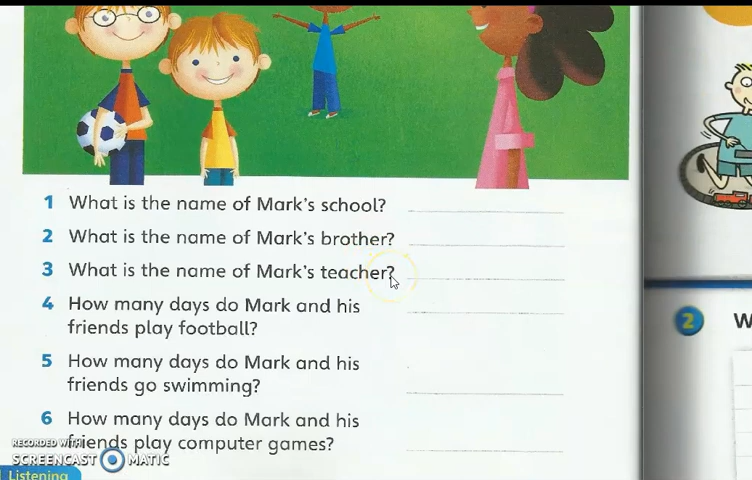 1 What is the name of Mark's school?
2 What is the name of Mark's brother?
3 What is the name of Mark's teacher?
4 How many days do Mark and his
friends play football?
5 How many days do Mark and his
friends go swimming?
6 How many days do Mark and his
friends play computer games?
RECORDED WITH
SCREENCAST MATIC
Listening
2 W